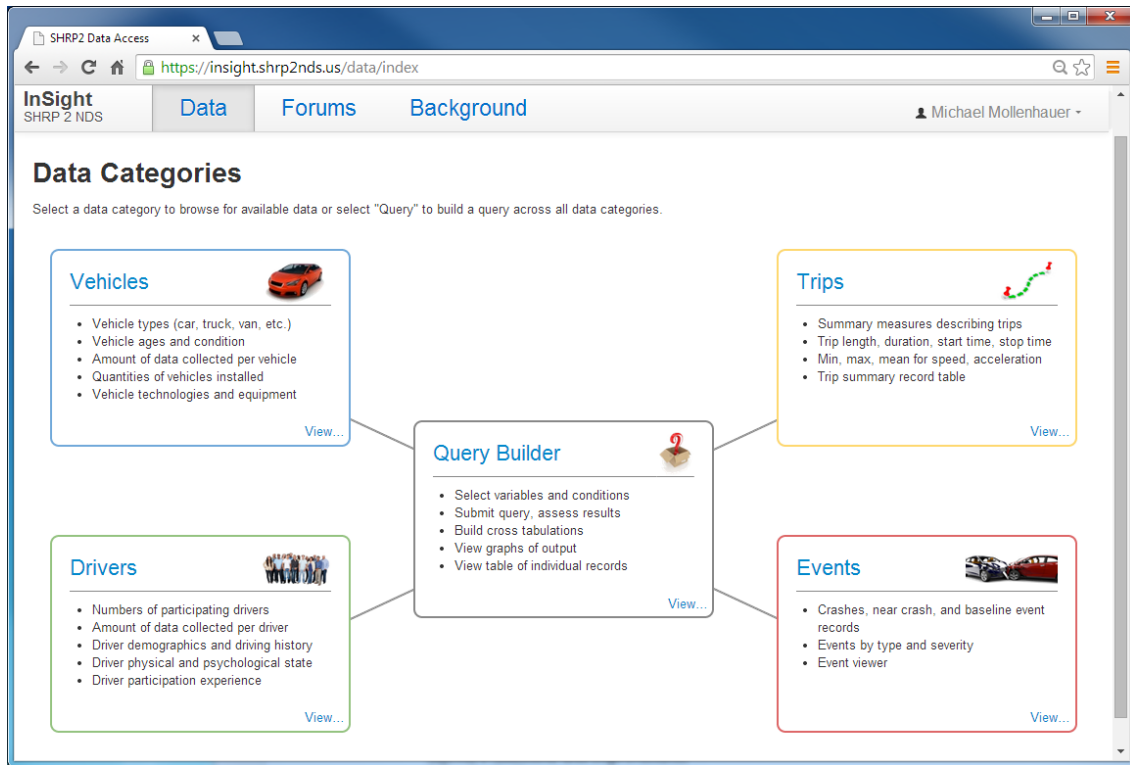 SHRP2 Data Access
https://insight.shrp2nds.us/data/index
InSight
SHRP 2 NDS
Data
Forums
Background
Michael Mollenhauer
Data Categories
Select a data category to browse for available data or select "Query" to build a query across all data categories.
Vehicles
• Vehicle types (car, truck, van, etc.)
• Vehicle ages and condition
• Amount of data collected per vehicle
• Quantities of vehicles installed
• Vehicle technologies and equipment
View...
Trips
• Summary measures describing trips
• Trip length, duration, start time, stop time
• Min, max, mean for speed, acceleration
• Trip summary record table
View...
Query Builder
• Select variables and conditions
• Submit query, assess results
• Build cross tabulations
• View graphs of output
• View table of individual records
View...
Drivers
• Numbers of participating drivers
• Amount of data collected per driver
• Driver demographics and driving history
• Driver physical and psychological state
• Driver participation experience
View...
Events
• Crashes, near crash, and baseline event
records
• Events by type and severity
• Event viewer
View...